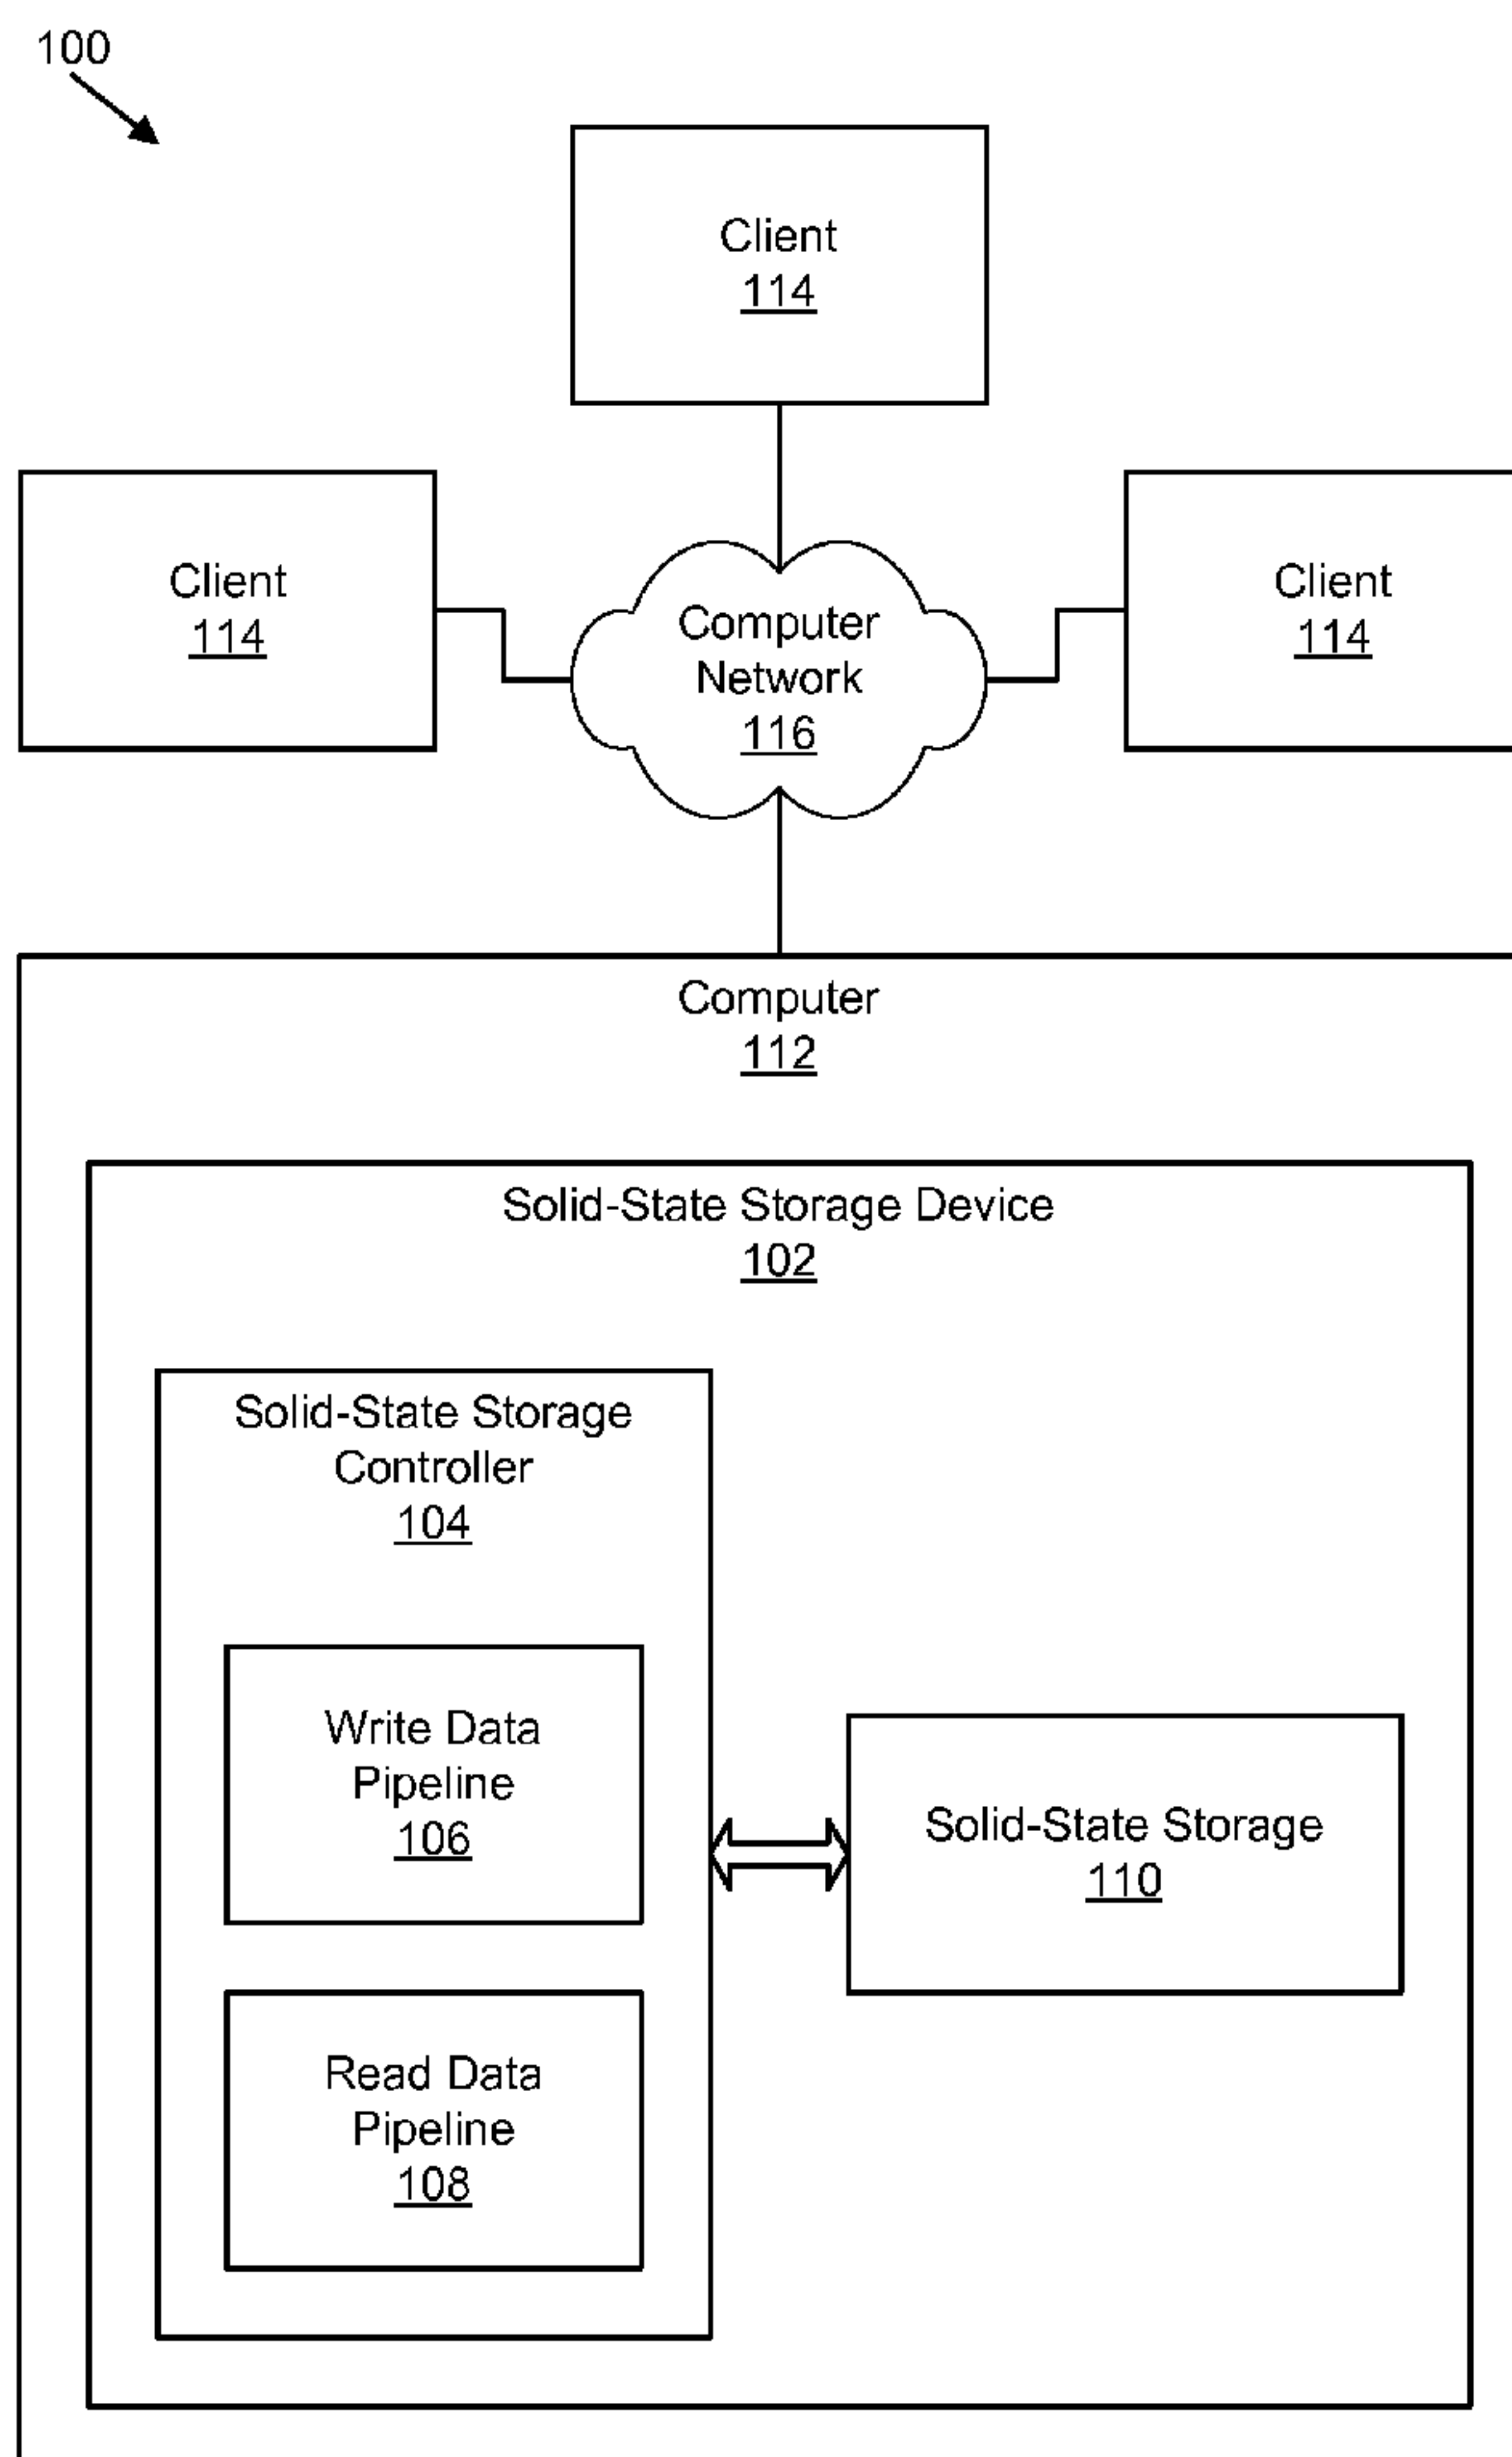 100
Client
114
Client
114
Computer
Network
116
Client
114
Computer
112
Solid-State Storage Device
102
Solid-State Storage
Controller
104
Write Data
Pipeline
106
Solid-State Storage
110
Read Data
Pipeline
108